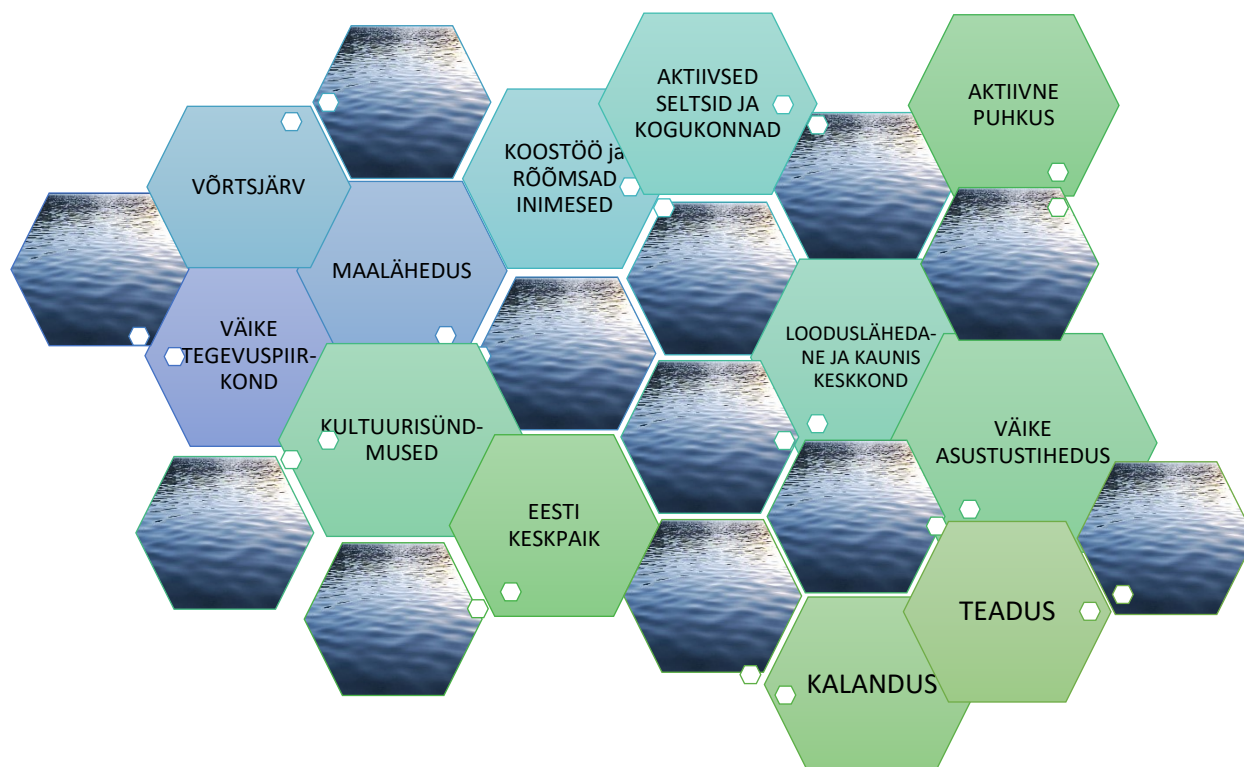 AKTIIVSED
SELTSID JA
KOGUKONNAD
AKTIIVNE
PUHKUS
KOOSTÖÖ ja
RÕÕMSAD
INIMESED
VÕRTSJÄRV
MAALÄHEDUS
VÄIKE
TEGEVUSPIIR-
KOND
LOODUSLÄHEDA-
NE JA KAUNIS
KESKKOND
KULTUURISÜND-
MUSED
VÄIKE
ASUSTUSTIHEDUS
EESTI
KESKPAIK
TEADUS
KALANDUS